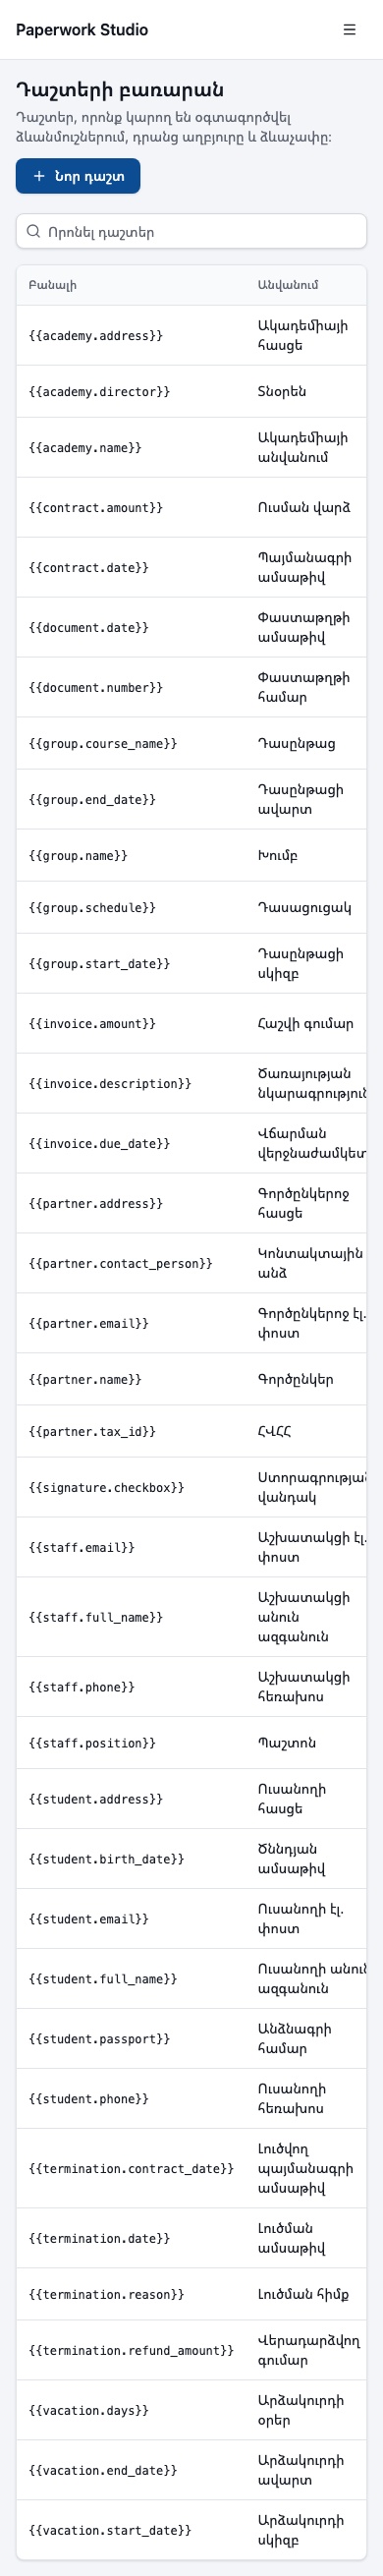 Paperwork Studio
Դաշտերի բառարան
Դաշտեր, որոնք կարող են օգտագործվել
ձևանմուշներում, դրանց աղբյուրը և ձևաչափը։
+ Նոր դաշտ
Որոնել դաշտեր
Բանալի Անվանում
{{academy.address}} Ակադեմիայի
հասցե
{{academy.director}} Տնօրեն
{{academy.name}} Ակադեմիայի
անվանում
{{contract.amount}} Ուսման վարձ
{{contract.date}} Պայմանագրի
ամսաթիվ
{{document.date}} Փաստաթղթի
ամսաթիվ
{{document.number}} Փաստաթղթի
համար
{{group.course_name}} Դասընթաց
{{group.end_date}} Դասընթացի
ավարտ
{{group.name}} Խումբ
{{group.schedule}} Դասացուցակ
{{group.start_date}} Դասընթացի
սկիզբ
{{invoice.amount}} Հաշվի գումար
{{invoice.description}} Ծառայության
նկարագրություն
{{invoice.due_date}} Վճարման
վերջնաժամկետ
{{partner.address}} Գործընկերոջ
հասցե
{{partner.contact_person}} Կոնտակտային
անձ
{{partner.email}} Գործընկերոջ էլ.
փոստ
{{partner.name}} Գործընկեր
{{partner.tax_id}} ՀՎՀՀ
{{signature.checkbox}} Ստորագրության
վանդակ
{{staff.email}} Աշխատակցի էլ.
փոստ
{{staff.full_name}} Աշխատակցի
անուն
ազգանուն
{{staff.phone}} Աշխատակցի
հեռախոս
{{staff.position}} Պաշտոն
{{student.address}} Ուսանողի
հասցե
{{student.birth_date}} Ծննդյան
ամսաթիվ
{{student.email}} Ուսանողի էլ.
փոստ
{{student.full_name}} Ուսանողի անուն
ազգանուն
{{student.passport}} Անձնագրի
համար
{{student.phone}} Ուսանողի
հեռախոս
{{termination.contract_date}} Լուծվող
պայմանագրի
ամսաթիվ
{{termination.date}} Լուծման
ամսաթիվ
{{termination.reason}} Լուծման հիմք
{{termination.refund_amount}} Վերադարձվող
գումար
{{vacation.days}} Արձակուրդի
օրեր
{{vacation.end_date}} Արձակուրդի
ավարտ
{{vacation.start_date}} Արձակուրդի
սկիզբ